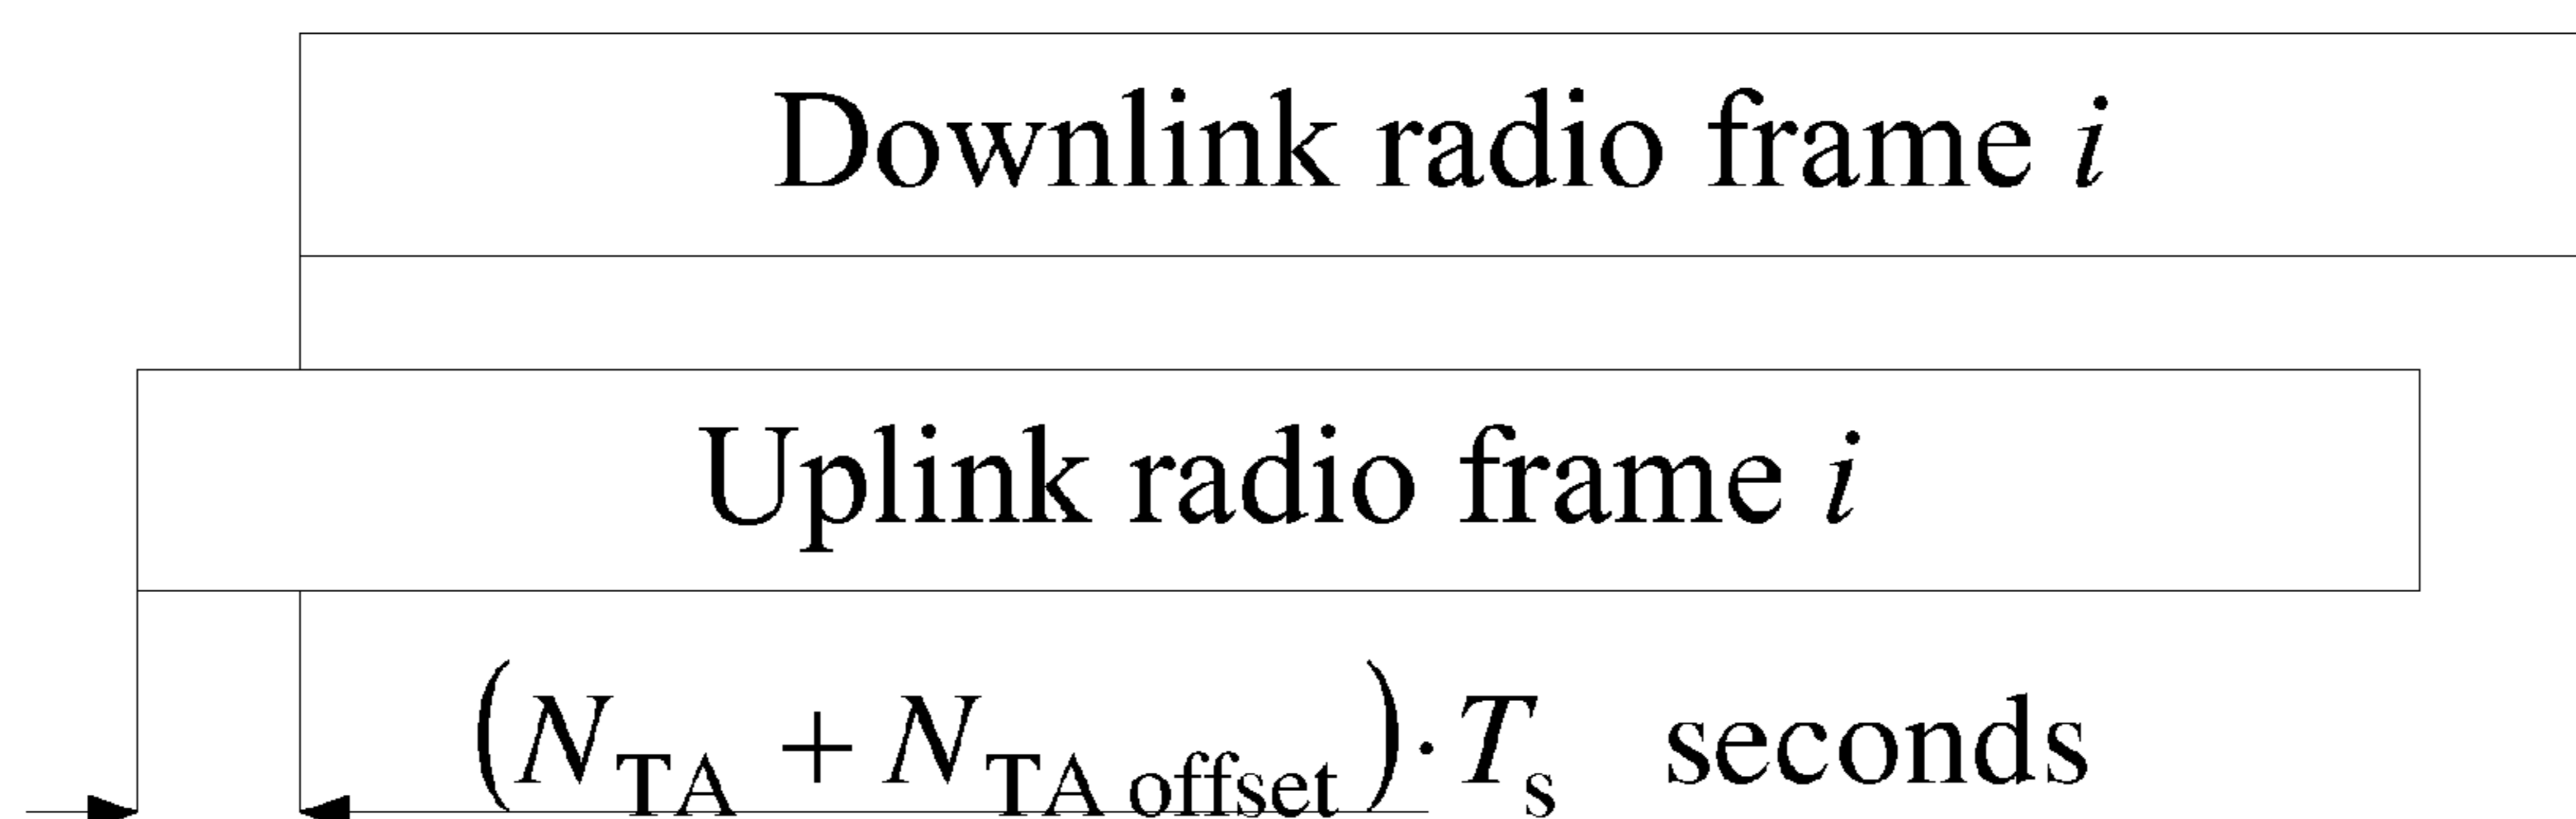 Downlink radio frame i
Uplink radio frame i
(N_TA + N_TA offset) · T_s seconds